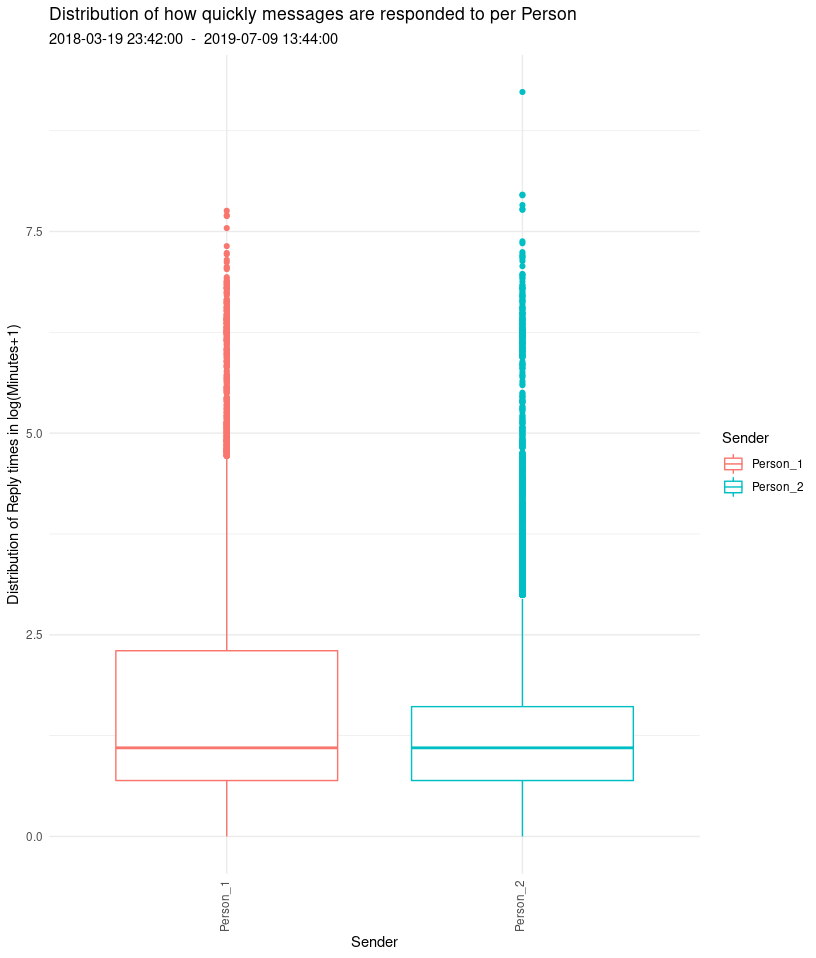 Distribution of how quickly messages are responded to per Person
2018-03-19 23:42:00  -  2019-07-09 13:44:00
Distribution of Reply times in log(Minutes+1)
7.5
5.0
2.5
0.0
Person_1
Person_2
Sender
Sender
Person_1
Person_2